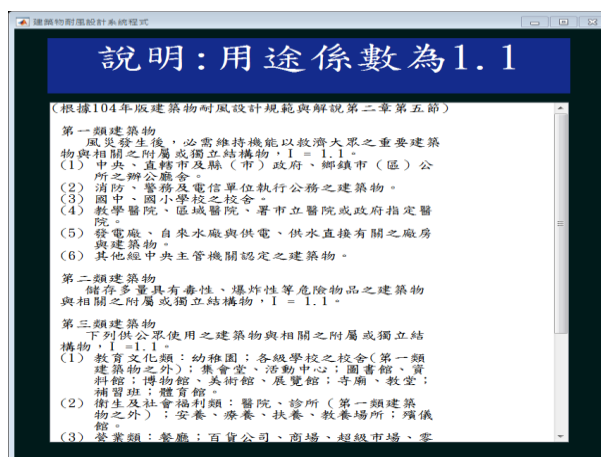 建築物耐風設計系統程式
說明:用途係數為1.1
(根據104年版建築物耐風設計規範與解說第二章第五節)
第一類建築物
風災發生後，必需維持機能以救濟大眾之重要建築
物與相關之附屬或獨立結構物，I = 1.1。
(1) 中央、直轄市及縣（市）政府、鄉鎮市（區）公
所之辦公廳舍。
(2) 消防、警務及電信單位執行公務之建築物。
(3) 國中、國小學校之校舍。
(4) 教學醫院、區域醫院、署市立醫院或政府指定醫
院。
(5) 發電廠、自來水廠與供電、供水直接有關之廠房
與建築物。
(6) 其他經中央主管機關認定之建築物。
第二類建築物
儲存多量具有毒性、爆炸性等危險物品之建築物
與相關之附屬或獨立結構物，I = 1.1。
第三類建築物
下列供公眾使用之建築物與相關之附屬或獨立結
構物，I =1.1。
(1) 教育文化類：幼稚園；各級學校之校舍(第一類
建築物之外)；集會堂、活動中心；圖書館、資
料館；博物館、美術館、展覽館；寺廟、教堂；
補習班；體育館。
(2) 衛生及社會福利類：醫院、診所（第一類建築
物之外）；安養、療養、扶養、教養場所；殯儀
館。
(3) 營業類：餐廳；百貨公司、商場、超級市場、零